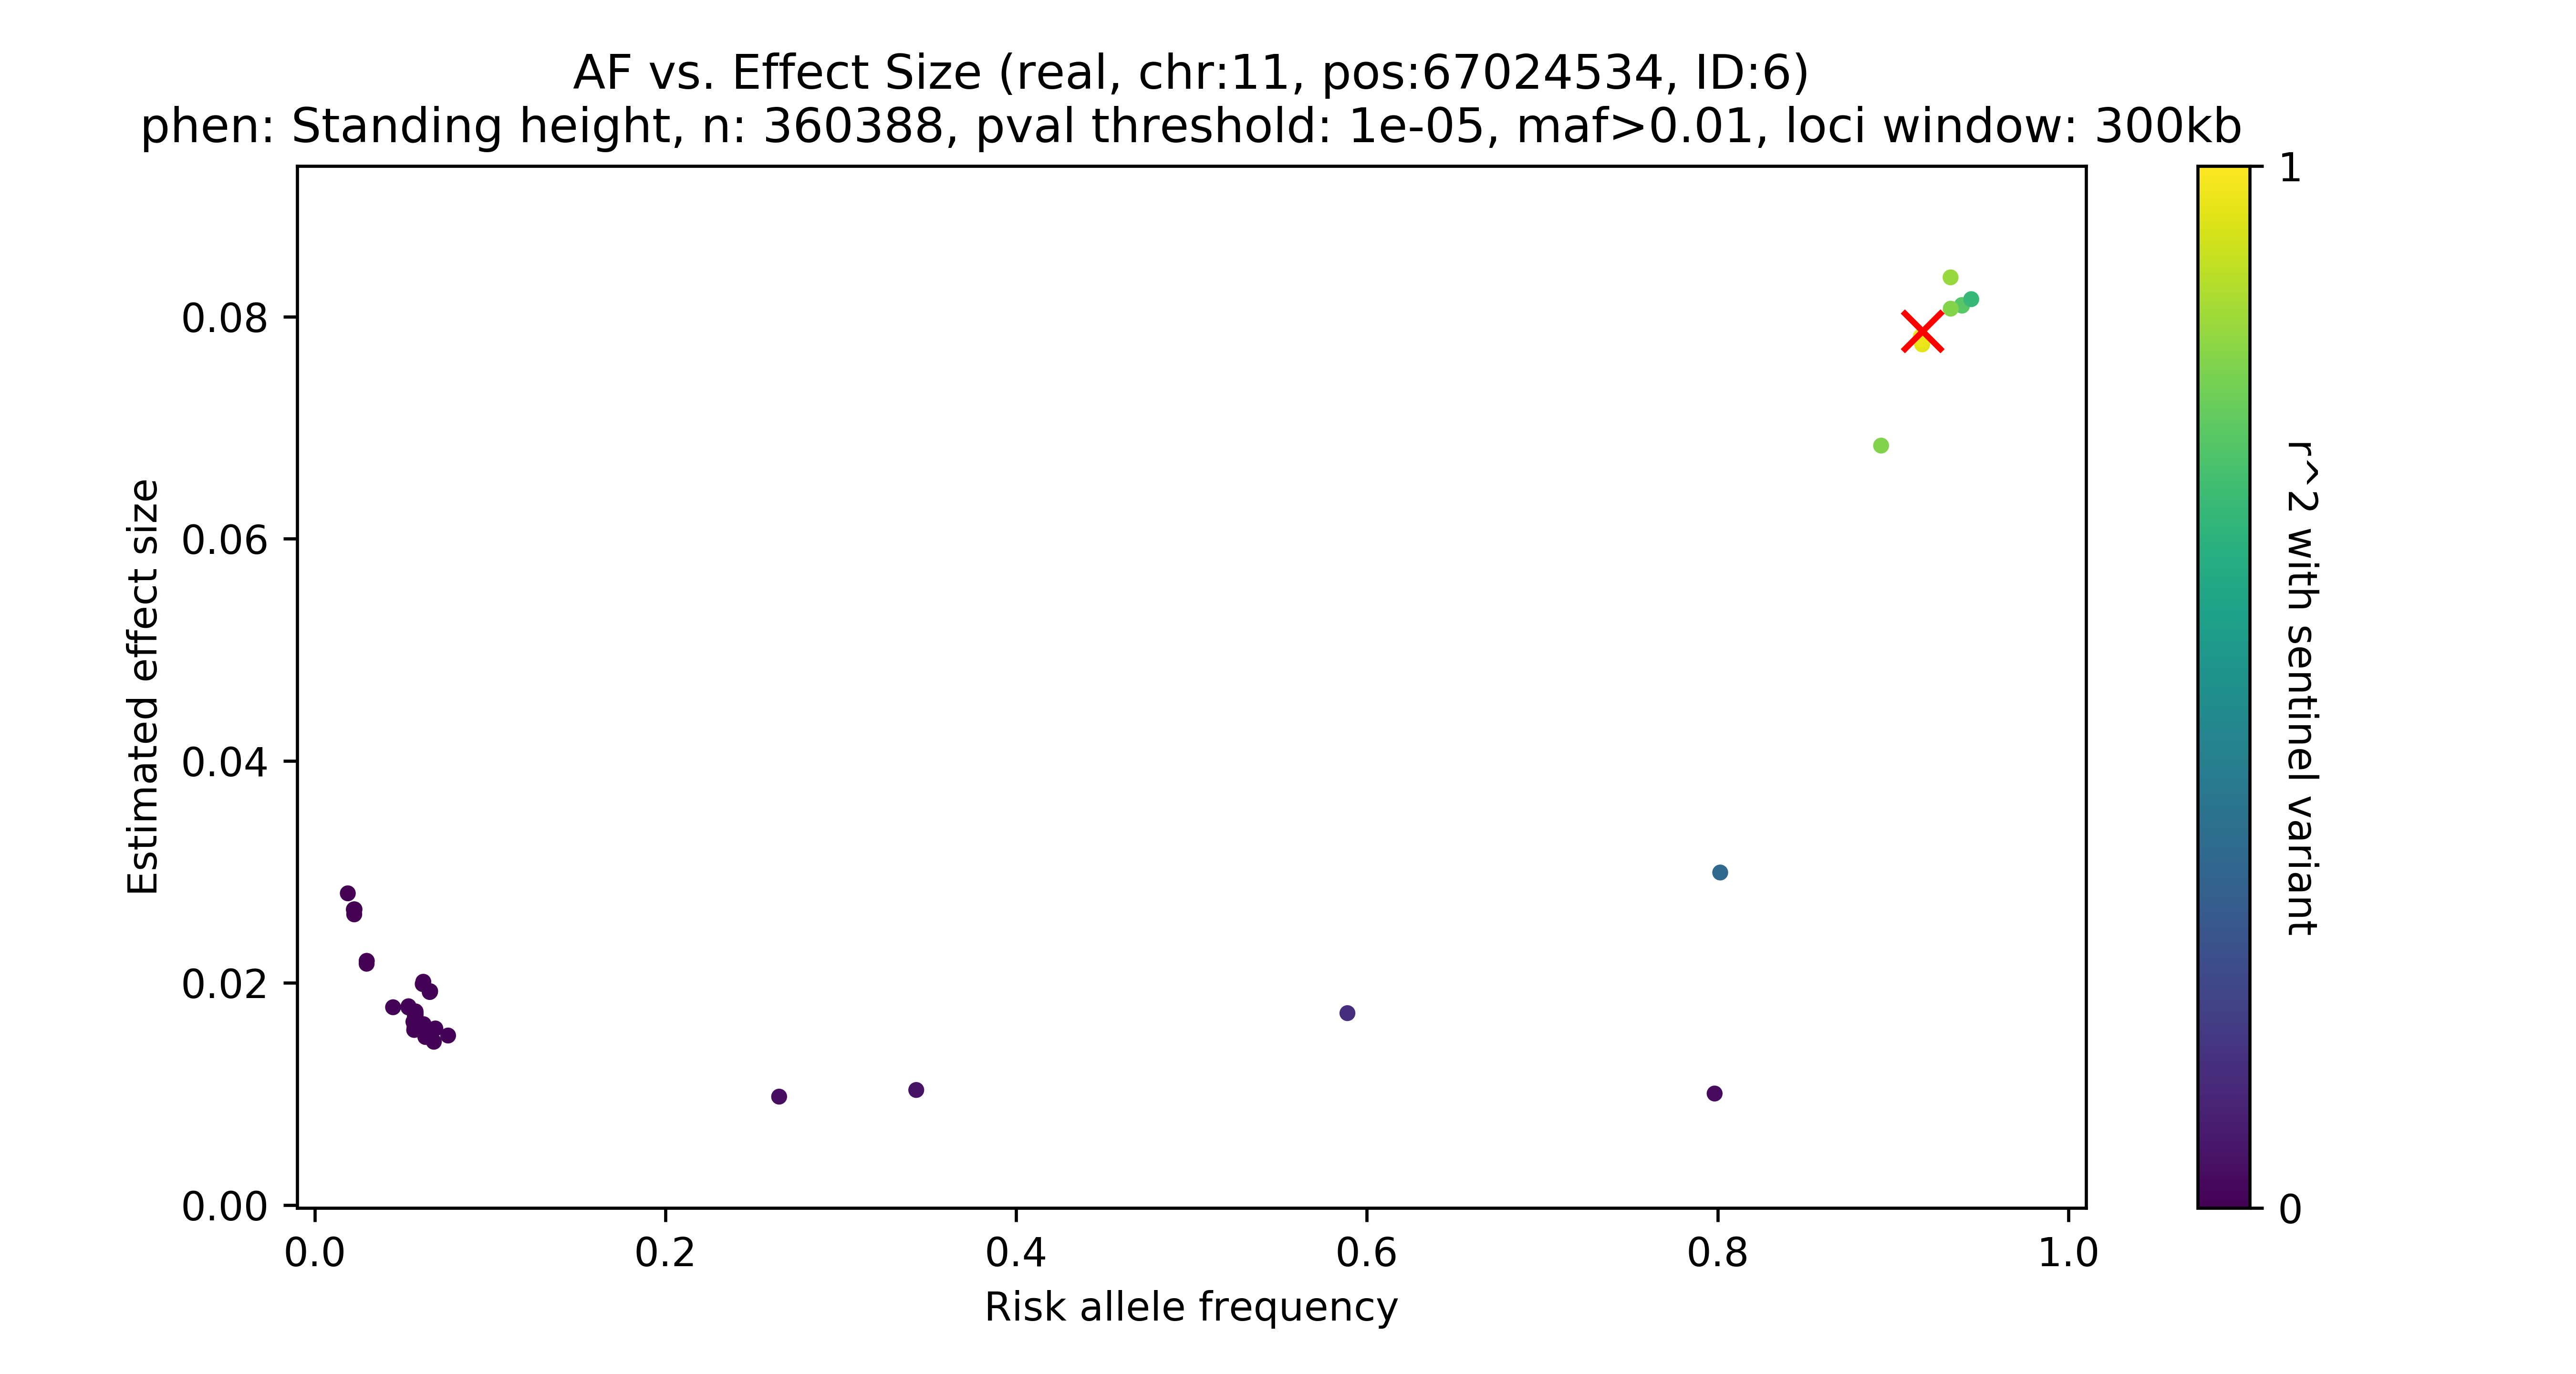 AF vs. Effect Size (real, chr:11, pos:67024534, ID:6)
phen: Standing height, n: 360388, pval threshold: 1e-05, maf>0.01, loci window: 300kb
Estimated effect size
0.08
0.06
0.04
0.02
0.00
0.0 0.2 0.4 0.6 0.8 1.0
Risk allele frequency
1
0
r^2 with sentinel variant